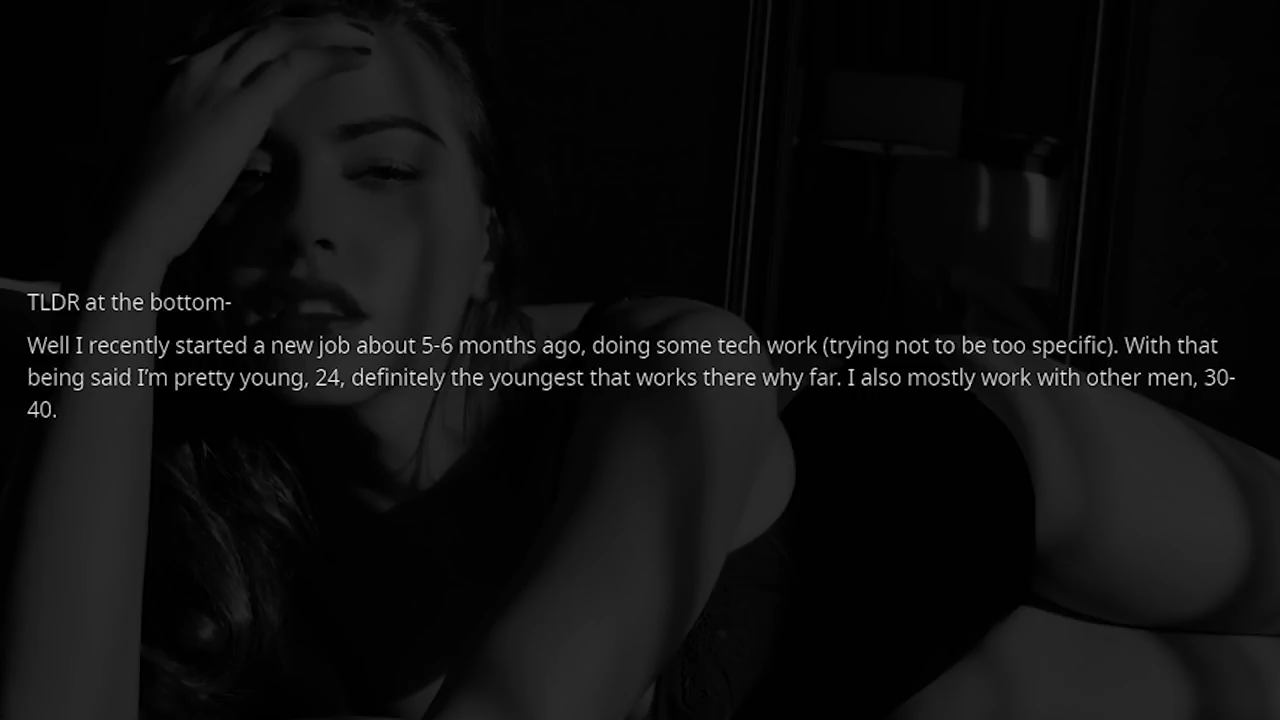 TLDR at the bottom-
Well I recently started a new job about 5-6 months ago, doing some tech work (trying not to be too specific). With that
being said I’m pretty young, 24, definitely the youngest that works there why far. I also mostly work with other men, 30-
40.